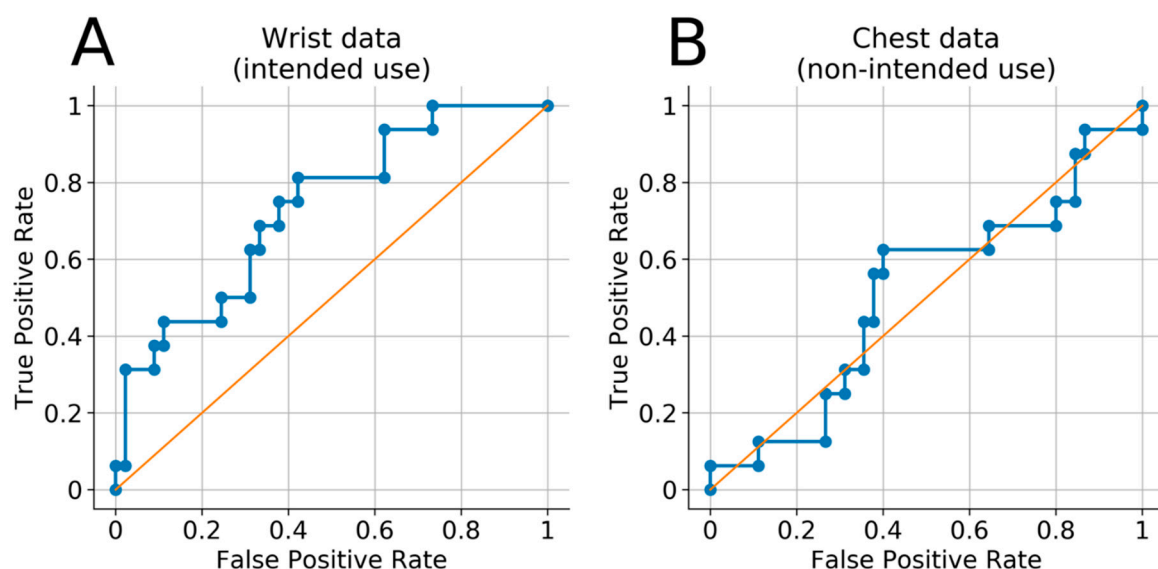 A
Wrist data
(intended use)
1
0.8
0.6
0.4
0.2
0
0
0.2
0.4
0.6
0.8
1
True Positive Rate
False Positive Rate
B
Chest data
(non-intended use)
1
0.8
0.6
0.4
0.2
0
0
0.2
0.4
0.6
0.8
1
True Positive Rate
False Positive Rate